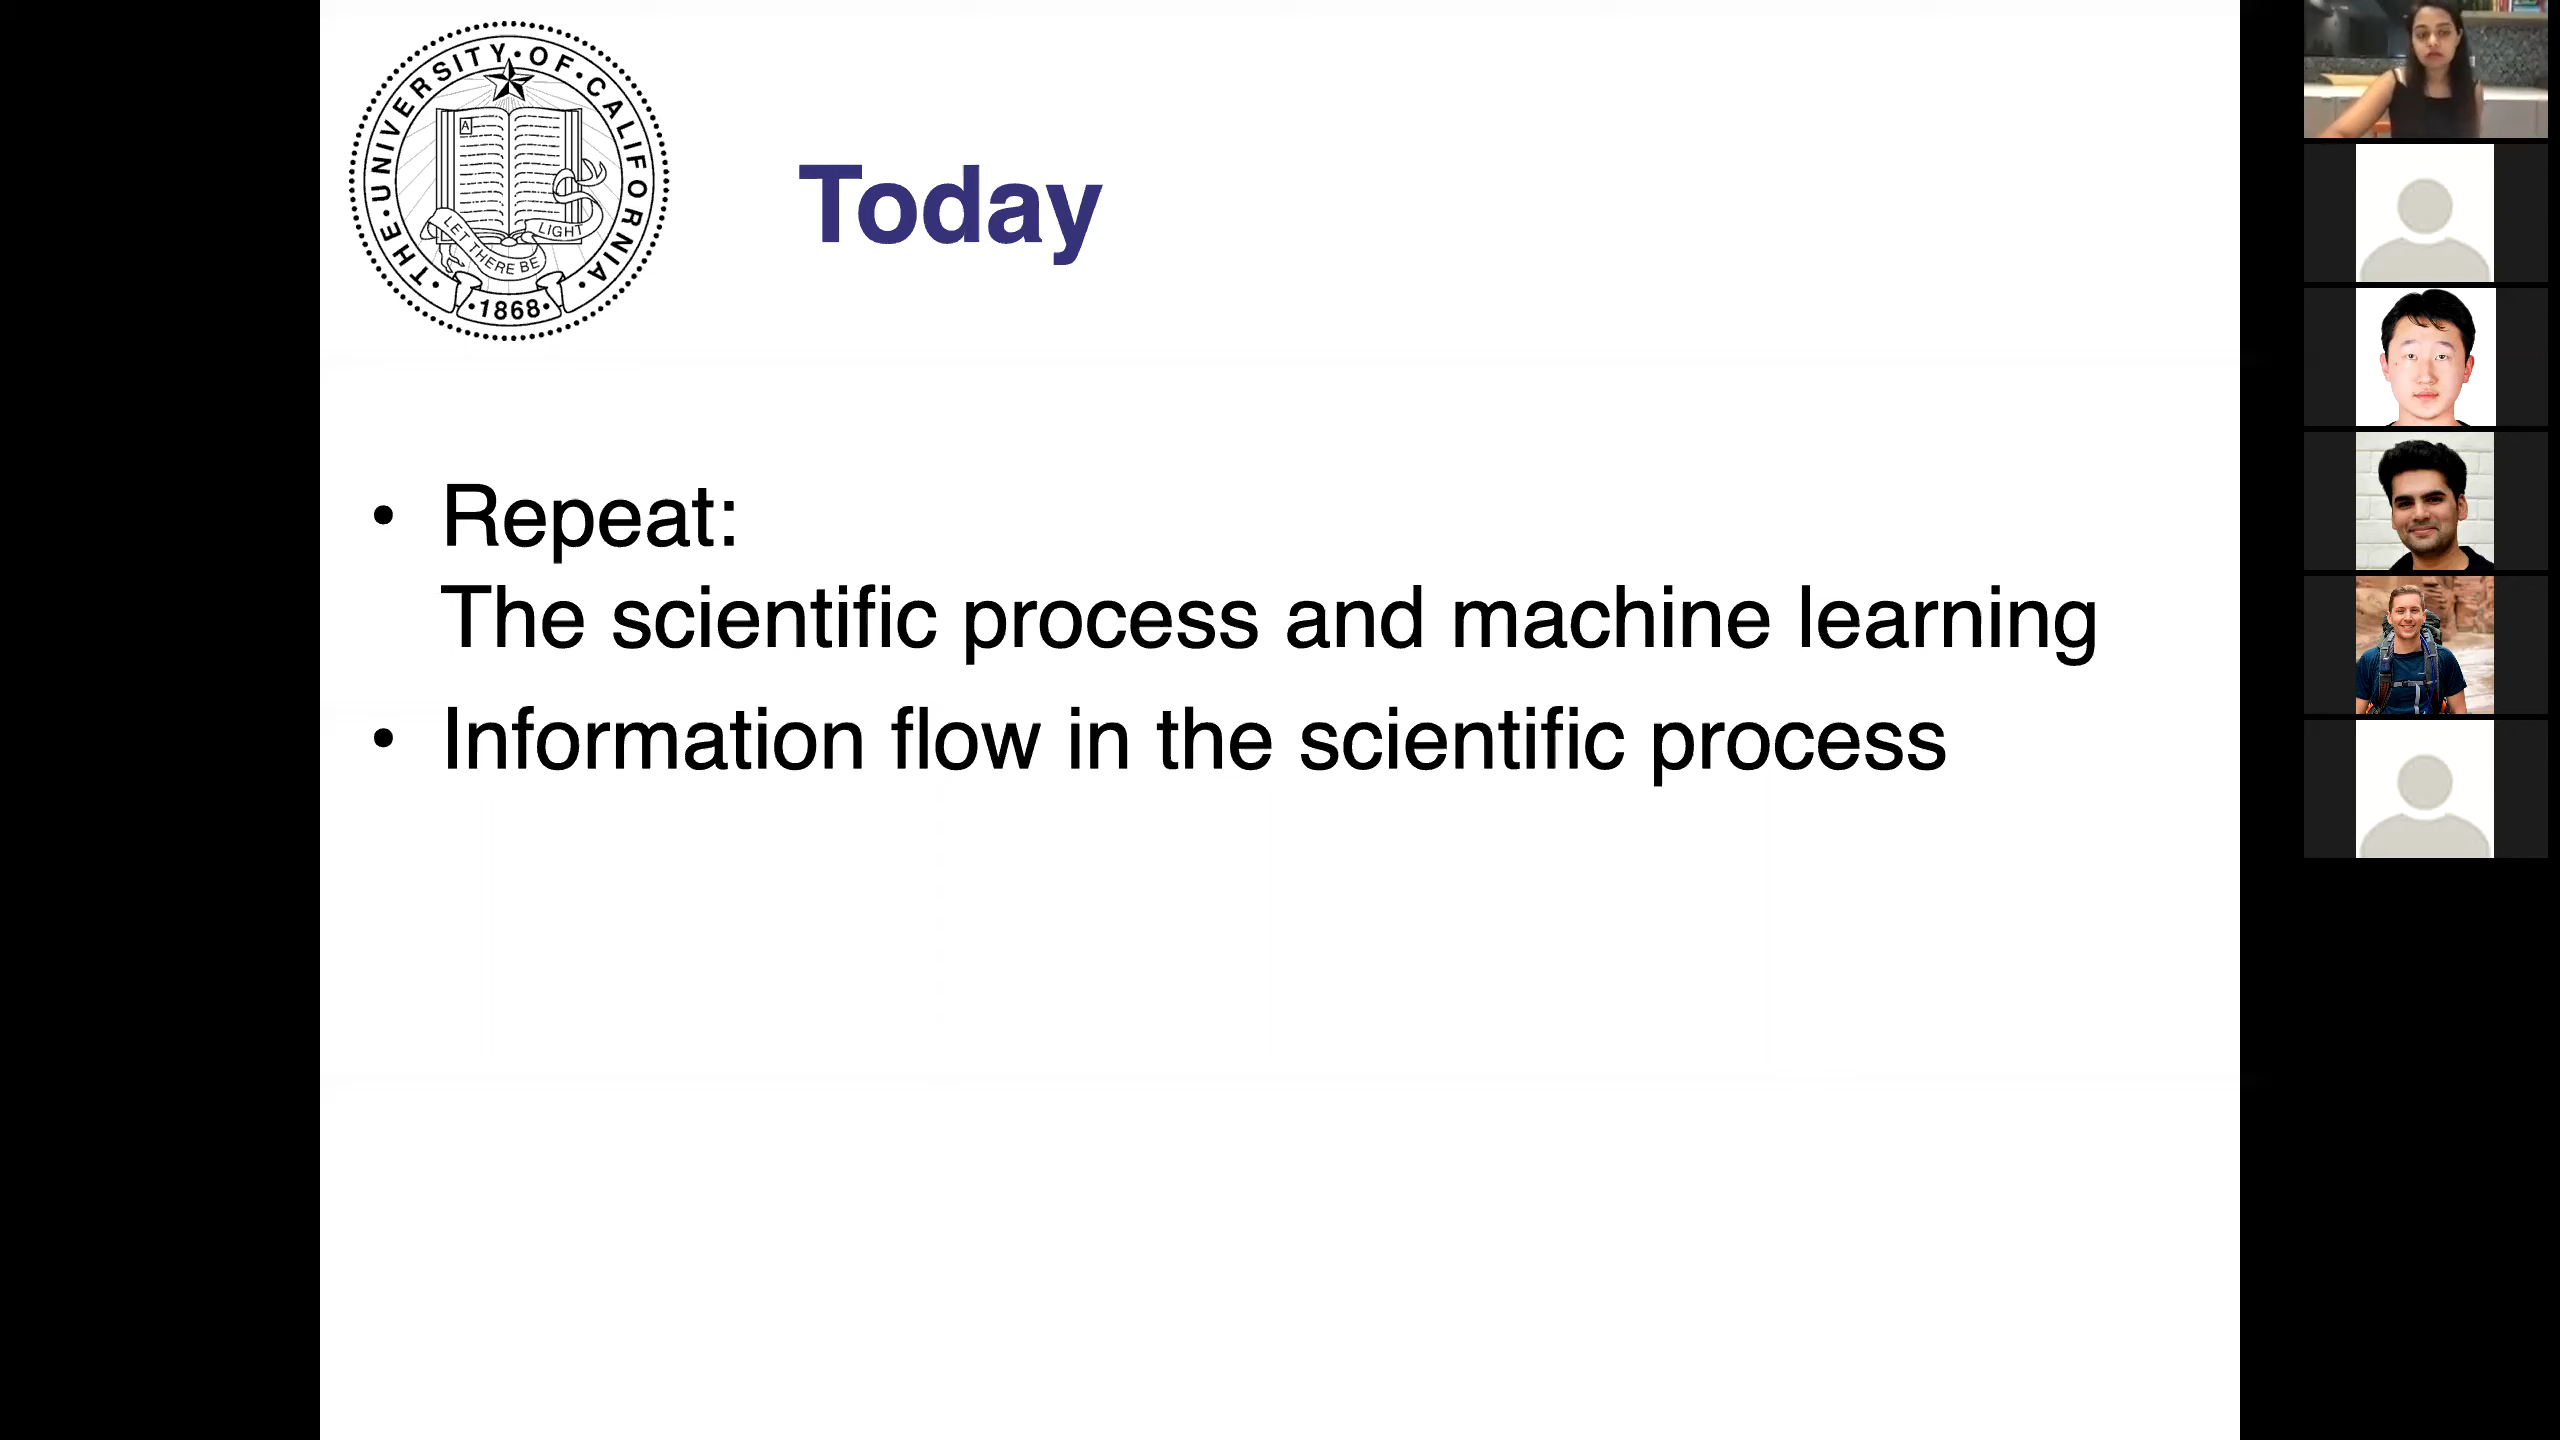 THE·UNIVERSITY·OF·CALIFORNIA·
A
LET THERE BE
LIGHT
·1868·
Today
• Repeat:
The scientific process and machine learning
• Information flow in the scientific process